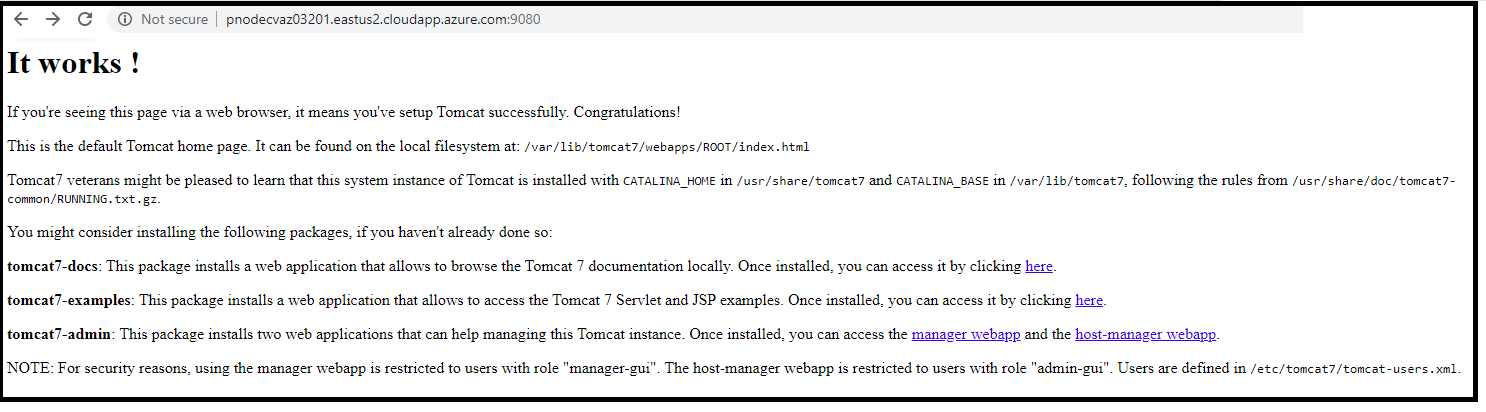 Not secure | pnodecvaz03201.eastus2.cloudapp.azure.com:9080
It works !
If you're seeing this page via a web browser, it means you've setup Tomcat successfully. Congratulations!
This is the default Tomcat home page. It can be found on the local filesystem at: /var/lib/tomcat7/webapps/ROOT/index.html
Tomcat7 veterans might be pleased to learn that this system instance of Tomcat is installed with CATALINA_HOME in /usr/share/tomcat7 and CATALINA_BASE in /var/lib/tomcat7, following the rules from /usr/share/doc/tomcat7-
common/RUNNING.txt.gz.
You might consider installing the following packages, if you haven't already done so:
tomcat7-docs: This package installs a web application that allows to browse the Tomcat 7 documentation locally. Once installed, you can access it by clicking here.
tomcat7-examples: This package installs a web application that allows to access the Tomcat 7 Servlet and JSP examples. Once installed, you can access it by clicking here.
tomcat7-admin: This package installs two web applications that can help managing this Tomcat instance. Once installed, you can access the manager webapp and the host-manager webapp.
NOTE: For security reasons, using the manager webapp is restricted to users with role "manager-gui". The host-manager webapp is restricted to users with role "admin-gui". Users are defined in /etc/tomcat7/tomcat-users.xml.